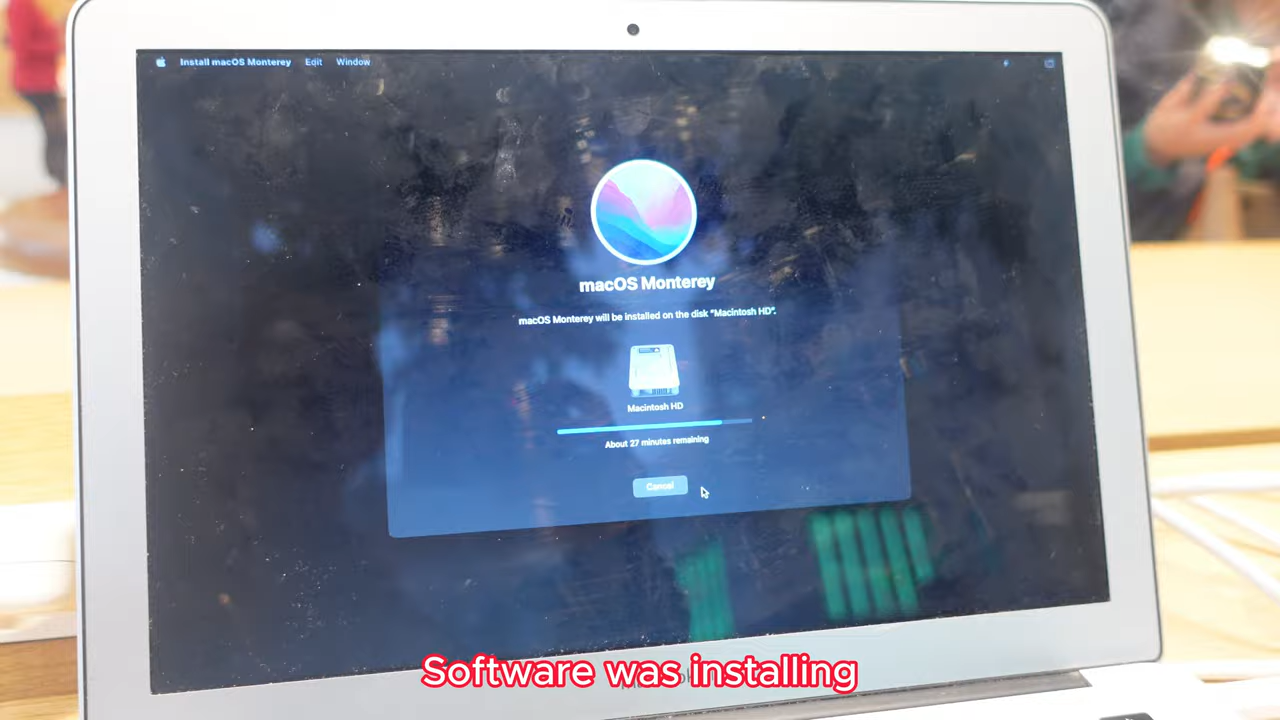 Install macOS Monterey Edit Window
macOS Monterey
macOS Monterey will be installed on the disk "Macintosh HD".
Macintosh HD
About 27 minutes remaining
Cancel
Software was installing